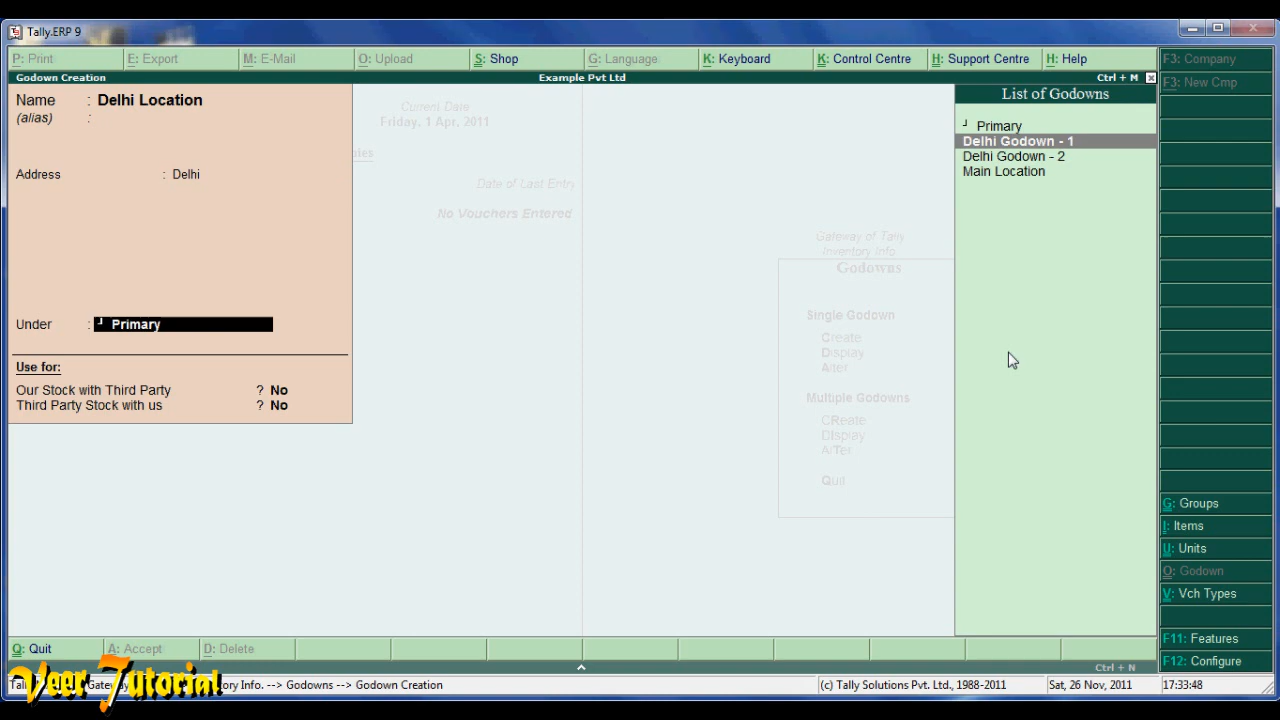 Tally.ERP 9
P: Print E: Export M: E-Mail O: Upload S: Shop G: Language K: Keyboard K: Control Centre H: Support Centre H: Help
F3: Company
F3: New Cmp
Godown Creation Example Pvt Ltd Ctrl + M
Name : Delhi Location
(alias) :
Address : Delhi
Under : ┘ Primary
Use for:
Our Stock with Third Party ? No
Third Party Stock with us ? No
Current Date
Friday, 1 Apr, 2011
Date of Last Entry
No Vouchers Entered
Gateway of Tally
Inventory Info.
Godowns
Single Godown
Create
Display
Alter
Multiple Godowns
CReate
DIsplay
AlTer
Quit
List of Godowns
┘ Primary
Delhi Godown - 1
Delhi Godown - 2
Main Location
G: Groups
I: Items
U: Units
O: Godown
V: Vch Types
F11: Features
F12: Configure
Q: Quit A: Accept D: Delete
Ctrl + N
Veer Tutorial
ory Info. --> Godowns --> Godown Creation (c) Tally Solutions Pvt. Ltd., 1988-2011 Sat, 26 Nov, 2011 17:33:48